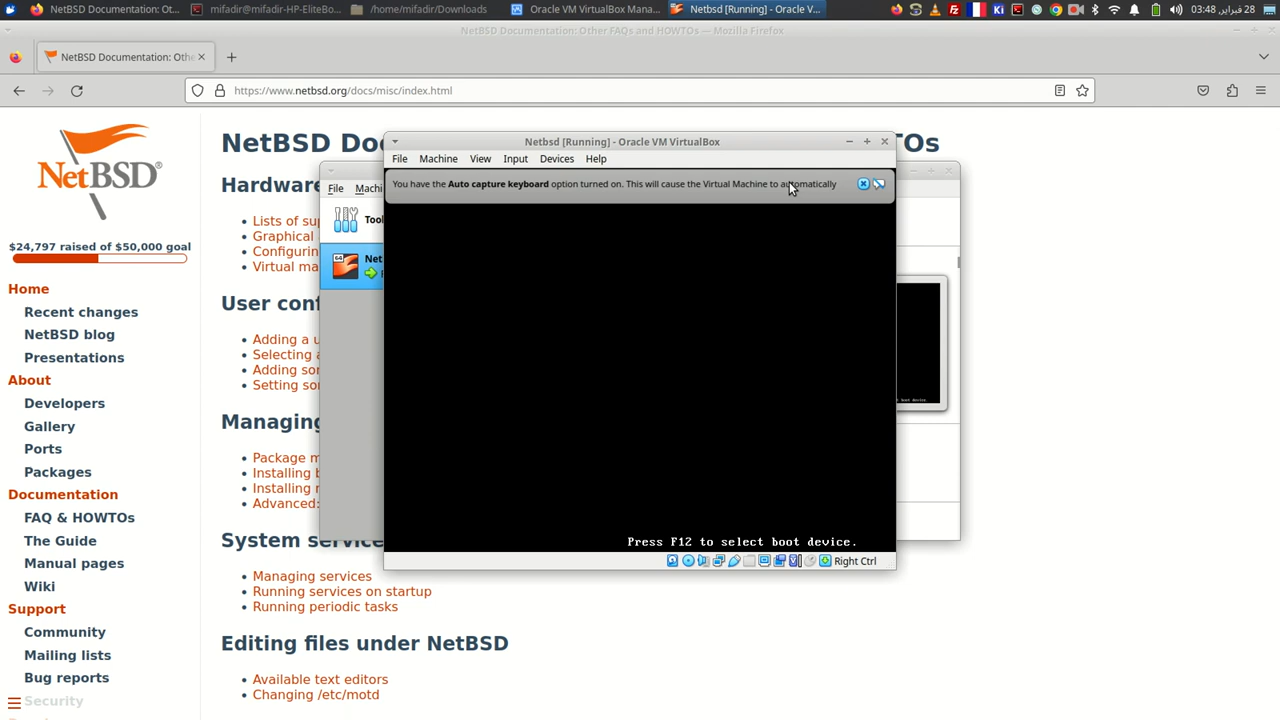 NetBSD Documentation: Ot...
mifadir@mifadir-HP-EliteBo...
/home/mifadir/Downloads
Oracle VM VirtualBox Mana...
Netbsd [Running] - Oracle V...
Ki
03:48 ,28 فبراير
NetBSD Documentation: Other FAQs and HOWTOs — Mozilla Firefox
NetBSD Documentation: Othe
https://www.netbsd.org/docs/misc/index.html
NetBSD®
$24,797 raised of $50,000 goal
Home
Recent changes
NetBSD blog
Presentations
About
Developers
Gallery
Ports
Packages
Documentation
FAQ & HOWTOs
The Guide
Manual pages
Wiki
Support
Community
Mailing lists
Bug reports
Security
NetBSD Do
TOs
Hardware
Lists of su
Graphical
Configurin
Virtual ma
User con
Adding a u
Selecting a
Adding so
Setting so
Managing
Package m
Installing b
Installing
Advanced:
System servic
Managing services
Running services on startup
Running periodic tasks
Editing files under NetBSD
Available text editors
Changing /etc/motd
File Machi
Tool
Net
Netbsd [Running] - Oracle VM VirtualBox
File Machine View Input Devices Help
You have the Auto capture keyboard option turned on. This will cause the Virtual Machine to automatically
Press F12 to select boot device.
Right Ctrl